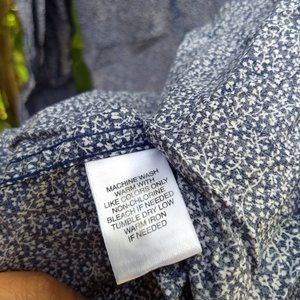 MACHINE WASH
WARM WITH
LIKE COLORS ONLY
NON-CHLORINE
BLEACH IF NEEDED
TUMBLE DRY LOW
WARM IRON
IF NEEDED